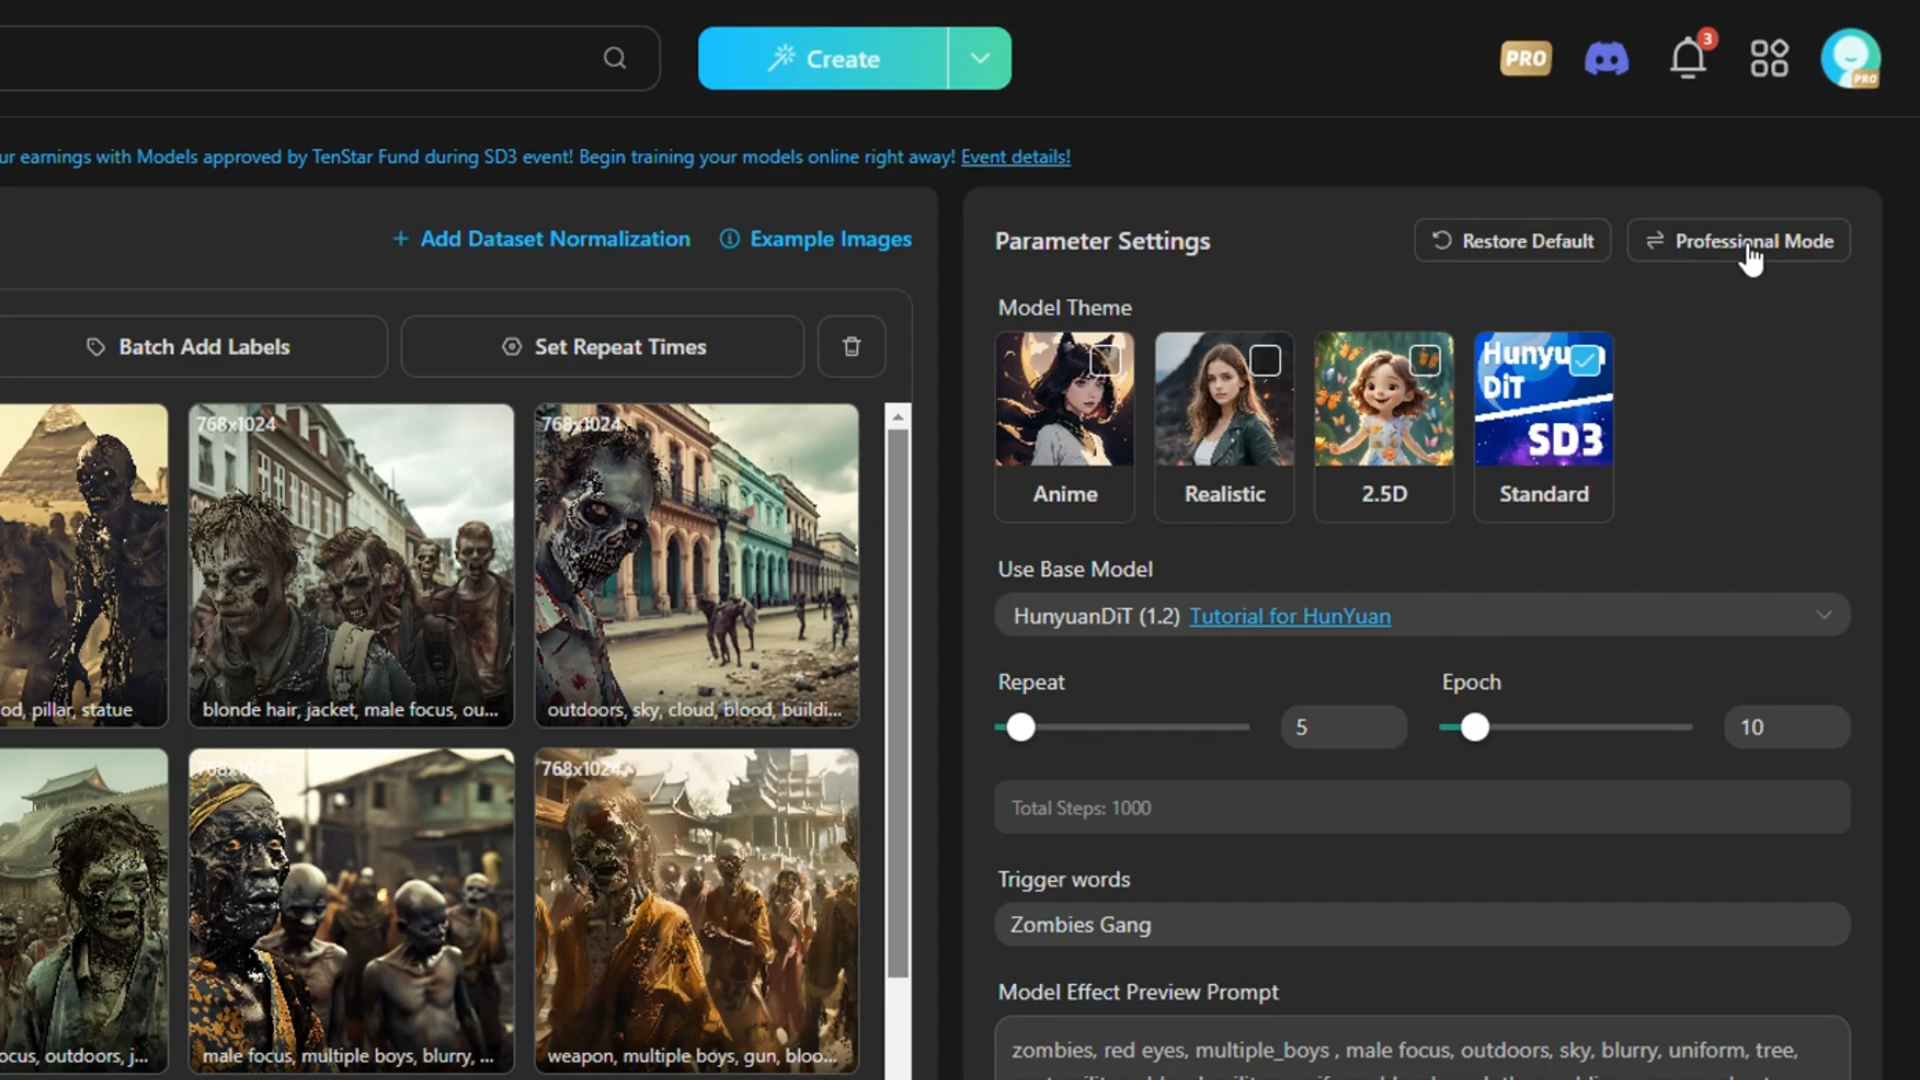 Create
PRO
3
PRO
ur earnings with Models approved by TenStar Fund during SD3 event! Begin training your models online right away! Event details!
+ Add Dataset Normalization
Example Images
Parameter Settings
Restore Default
Professional Mode
Model Theme
Batch Add Labels
Set Repeat Times
Hunyu n
DiT
SD3
Anime
Realistic
2.5D
Standard
768x1024
768x1024
od, pillar, statue
blonde hair, jacket, male focus, ou...
outdoors, sky, cloud, blood, buildi...
Use Base Model
HunyuanDiT (1.2) Tutorial for HunYuan
Repeat
Epoch
5
10
768x1024
768x1024
Total Steps: 1000
Trigger words
Zombies Gang
Model Effect Preview Prompt
ocus, outdoors, j...
male focus, multiple boys, blurry, ...
weapon, multiple boys, gun, bloo...
zombies, red eyes, multiple_boys , male focus, outdoors, sky, blurry, uniform, tree,